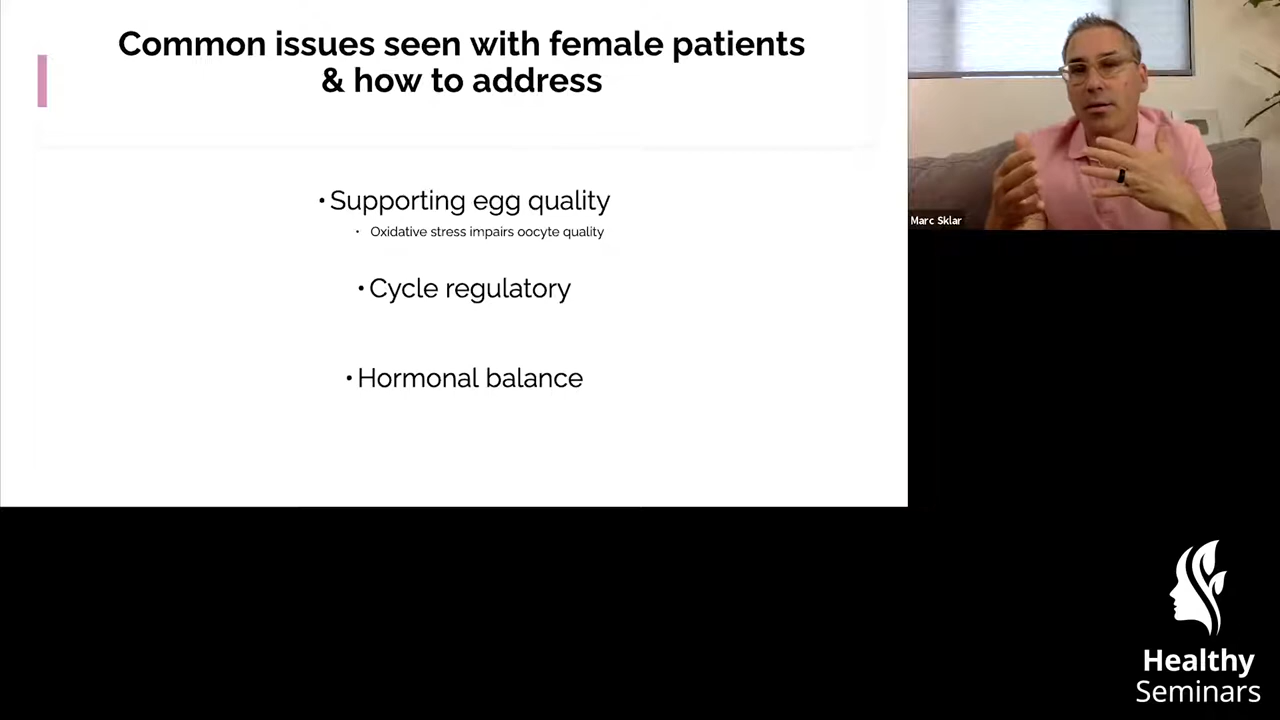 Common issues seen with female patients
& how to address
• Supporting egg quality
• Oxidative stress impairs oocyte quality
• Cycle regulatory
• Hormonal balance
Marc Sklar
Healthy
Seminars